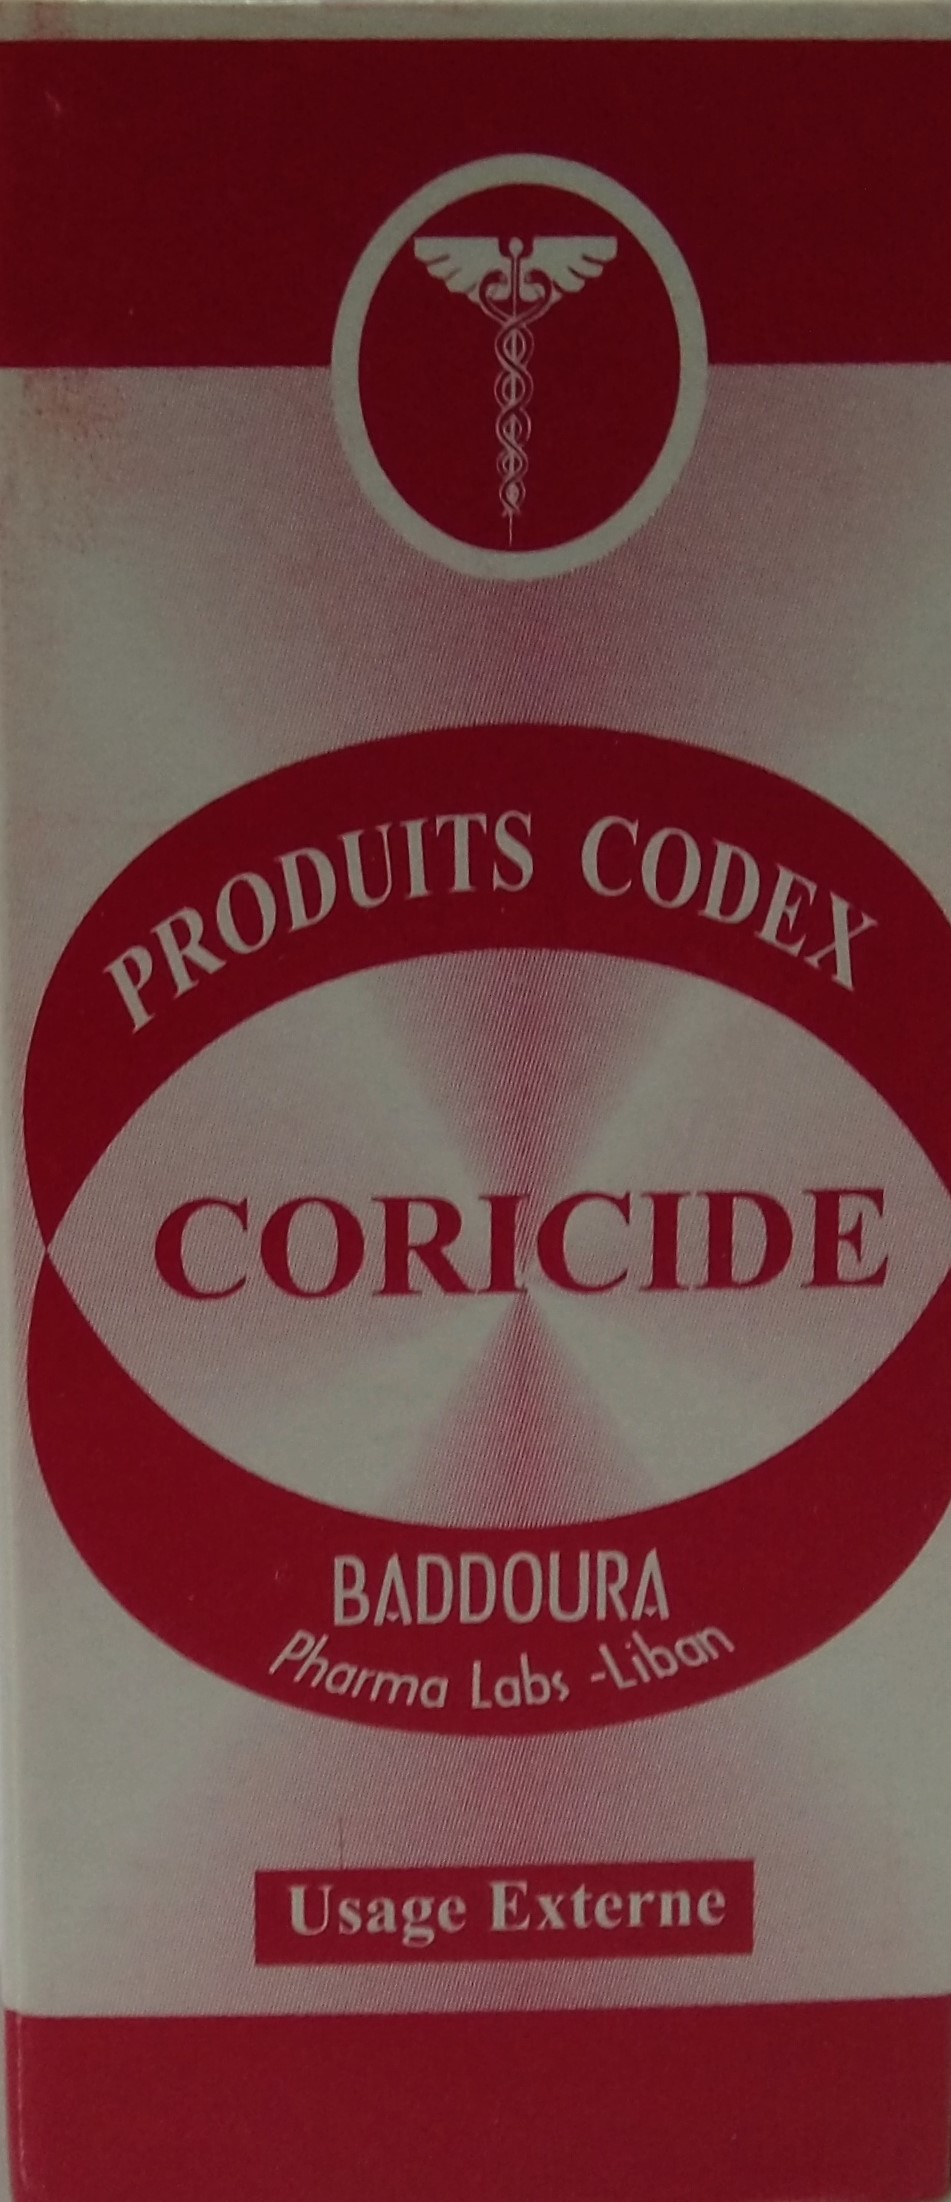 PRODUITS CODEX
CORICIDE
BADDOURA
Pharma Labs -Liban
Usage Externe